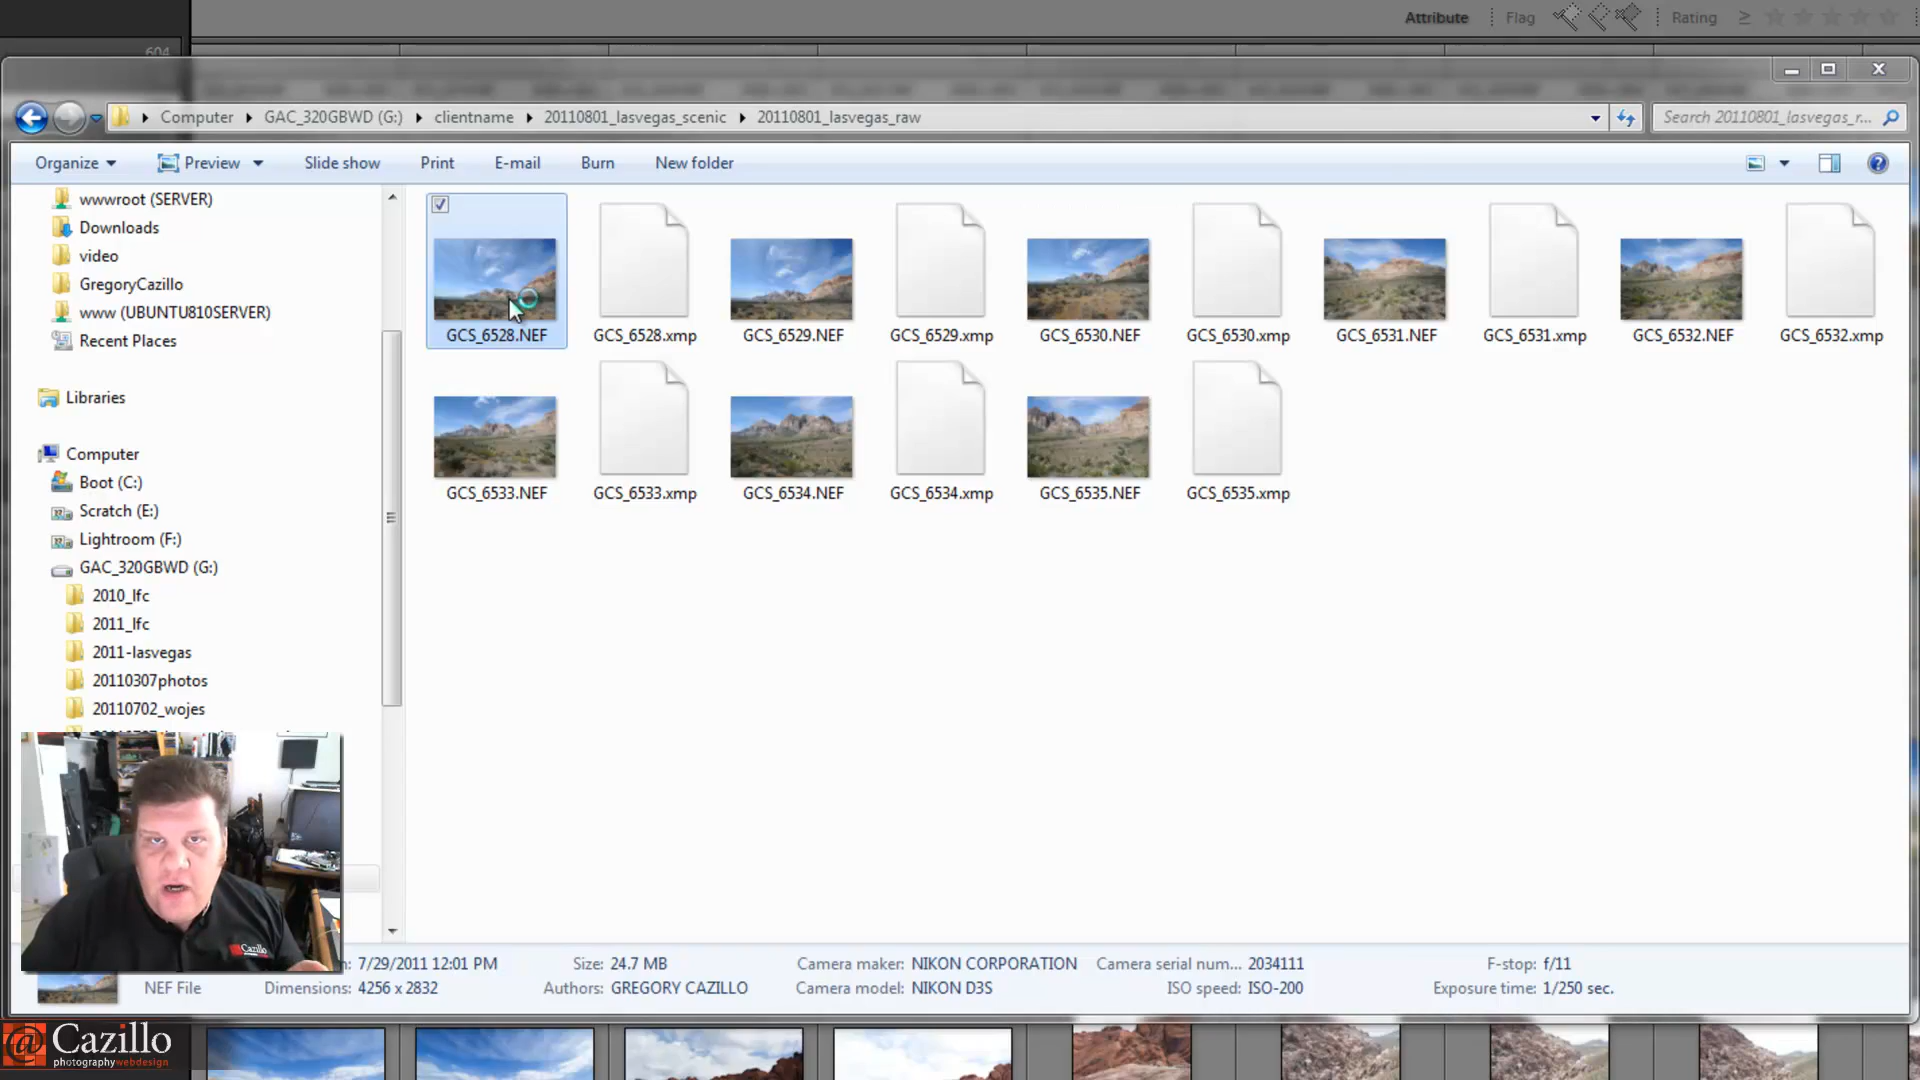 Attribute Flag Rating ≥
604
Computer GAC_320GBWD (G:) clientname 20110801_lasvegas_scenic 20110801_lasvegas_raw Search 20110801_lasvegas_r...
Organize Preview Slide show Print E-mail Burn New folder
wwwroot (SERVER)
Downloads
video
GregoryCazillo
www (UBUNTU810SERVER)
Recent Places
Libraries
Computer
Boot (C:)
Scratch (E:)
Lightroom (F:)
GAC_320GBWD (G:)
2010_lfc
2011_lfc
2011-lasvegas
20110307photos
20110702_wojes
GCS_6528.NEF GCS_6528.xmp GCS_6529.NEF GCS_6529.xmp GCS_6530.NEF GCS_6530.xmp GCS_6531.NEF GCS_6531.xmp GCS_6532.NEF GCS_6532.xmp
GCS_6533.NEF GCS_6533.xmp GCS_6534.NEF GCS_6534.xmp GCS_6535.NEF GCS_6535.xmp
Cazillo
7/29/2011 12:01 PM Size: 24.7 MB Camera maker: NIKON CORPORATION Camera serial num... 2034111 F-stop: f/11
NEF File Dimensions: 4256 x 2832 Authors: GREGORY CAZILLO Camera model: NIKON D3S ISO speed: ISO-200 Exposure time: 1/250 sec.
@ Cazillo
photographywebdesign